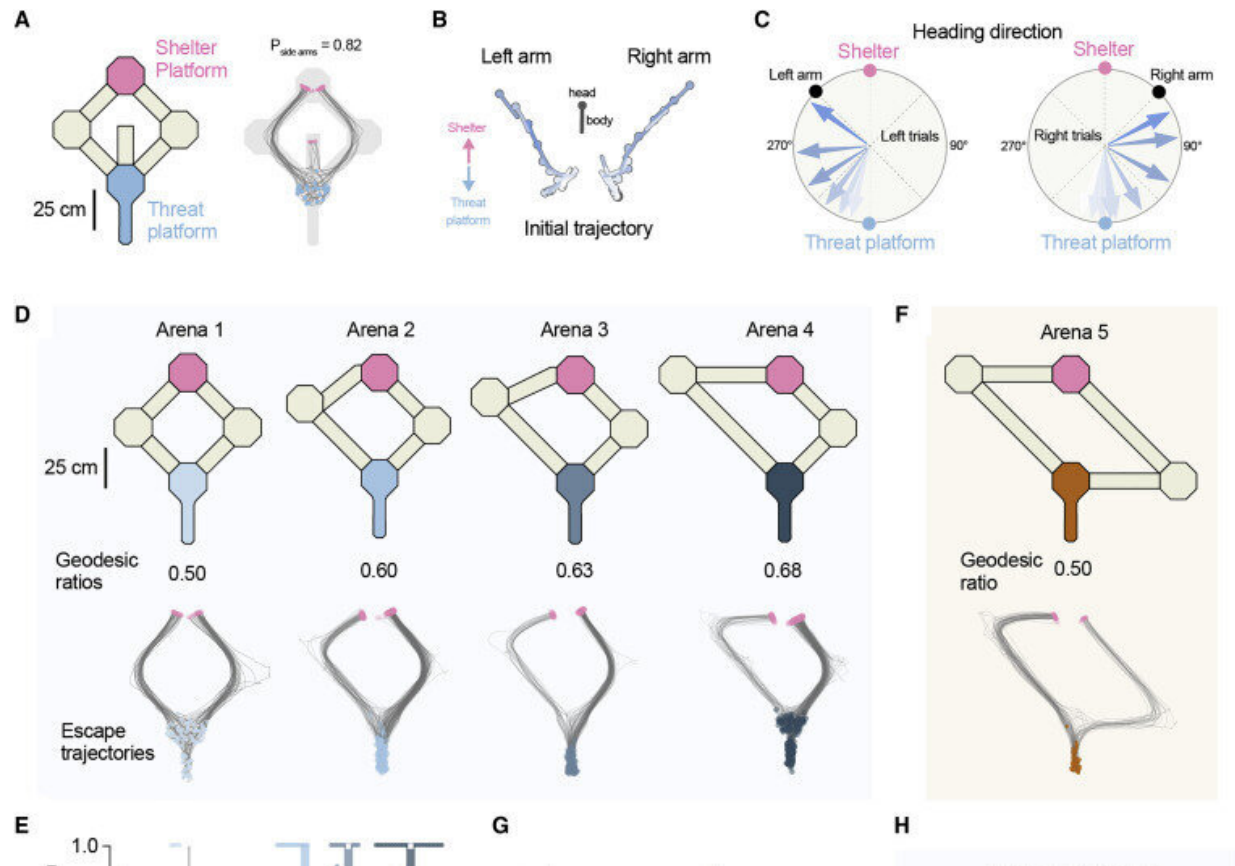 A
Shelter
Platform
P side arms = 0.82
25 cm
Threat
platform
B
Left arm
Right arm
head
body
Shelter
Threat
platform
Initial trajectory
C
Heading direction
Shelter
Left arm
Left trials
270°
90°
Threat platform
Shelter
Right arm
Right trials
270°
90°
Threat platform
D
Arena 1
Arena 2
Arena 3
Arena 4
25 cm
Geodesic
ratios
0.50
0.60
0.63
0.68
Escape
trajectories
F
Arena 5
Geodesic
ratio
0.50
E
1.0
G
H